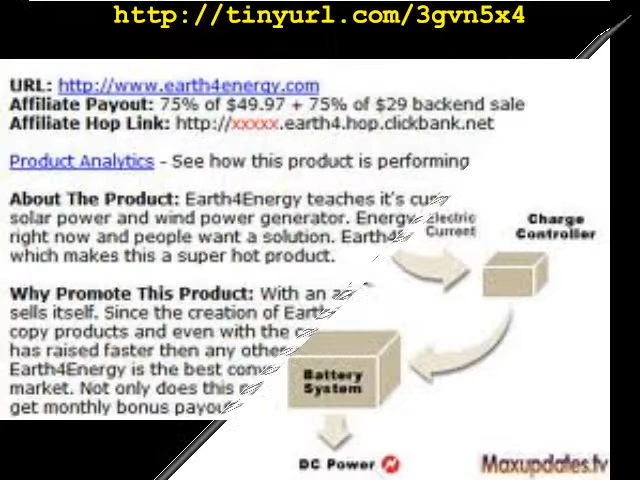 http://tinyurl.com/3gvn5x4
URL: http://www.earth4energy.com
Affiliate Payout: 75% of $49.97 + 75% of $29 backend sale
Affiliate Hop Link: http://xxxxx.earth4.hop.clickbank.net
Product Analytics - See how this product is performing
About The Product: Earth4Energy teaches it's
solar power and wind power generator. Energy
right now and people want a solution.
which makes this a super hot product.
Why Promote This Product: With an
sells itself. Since the creation of
copy products and even with the
has raised faster then any
Earth4Energy is the best
market. Not only does this
get monthly bonus
Electric
Current
Charge
Controller
Battery
System
DC Power
Maxupdates.tv